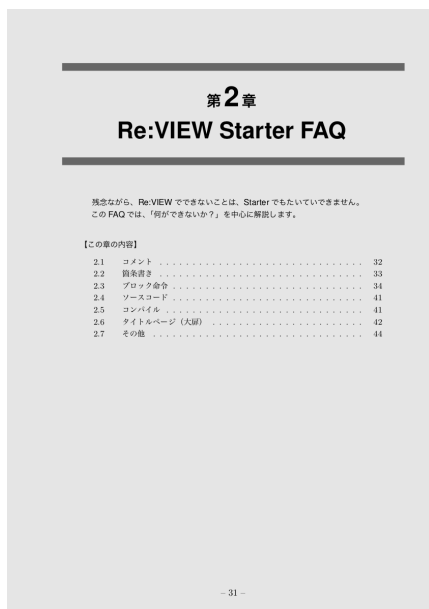 第2章
Re:VIEW Starter FAQ
残念ながら、Re:VIEW でできないことは、Starter でもたいていできません。
この FAQ では、「何ができないか?」を中心に解説します。
【この章の内容】
2.1 コメント . . . . . . . . . . . . . . . . . . . . . . . . . . . . . . . 32
2.2 箇条書き . . . . . . . . . . . . . . . . . . . . . . . . . . . . . . . 33
2.3 ブロック命令 . . . . . . . . . . . . . . . . . . . . . . . . . . . . . 34
2.4 ソースコード . . . . . . . . . . . . . . . . . . . . . . . . . . . . . 41
2.5 コンパイル . . . . . . . . . . . . . . . . . . . . . . . . . . . . . . 41
2.6 タイトルページ(大扉) . . . . . . . . . . . . . . . . . . . . . . . 42
2.7 その他 . . . . . . . . . . . . . . . . . . . . . . . . . . . . . . . . 44
– 31 –